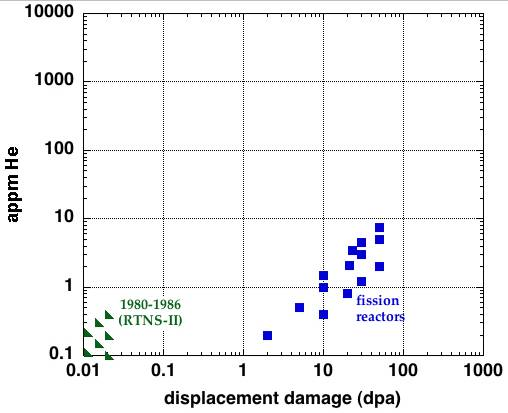 10000
1000
100
10
1
0.1
appm He
1980-1986
(RTNS-II)
fission
reactors
0.01
0.1
1
10
100
1000
displacement damage (dpa)